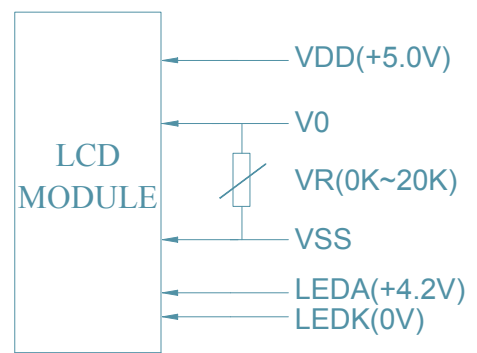 VDD(+5.0V)
V0
LCD
MODULE
VR(0K~20K)
VSS
LEDA(+4.2V)
LEDK(0V)